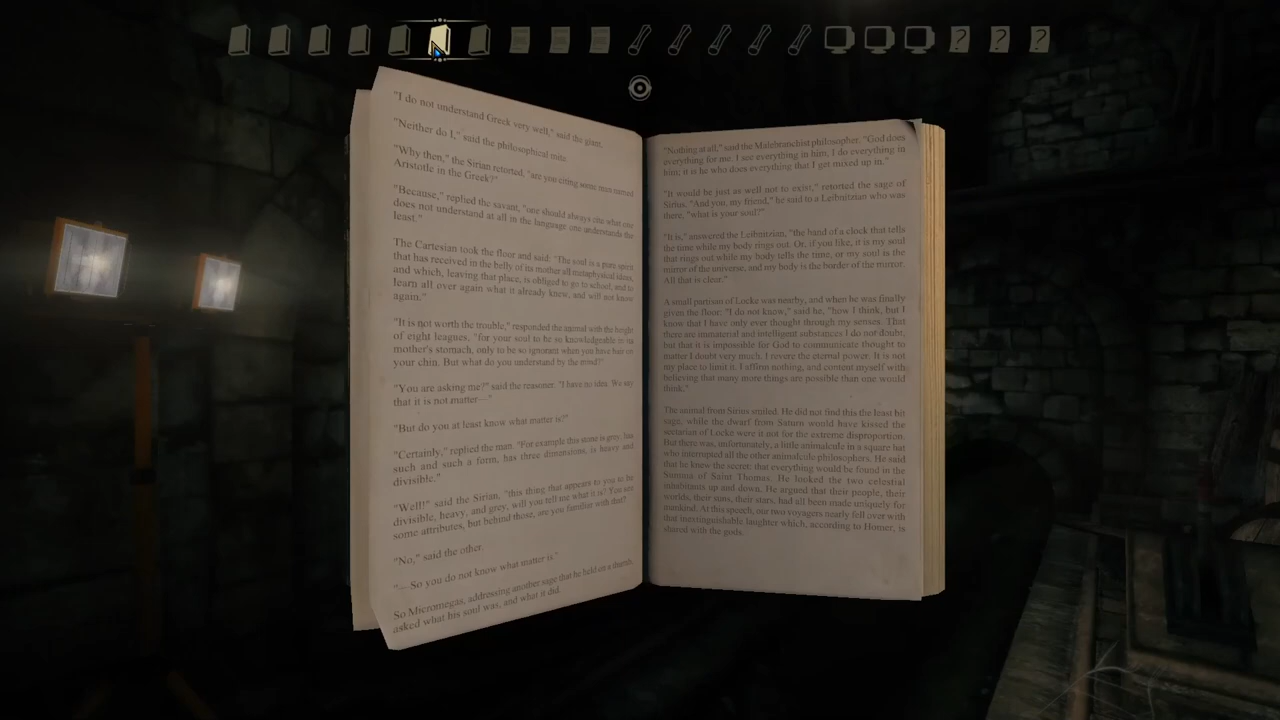 "I do not understand Greek very well," said the giant.
"Neither do I," said the philosophical mite.
"Why then," the Sirian retorted, "are you citing some man named
Aristotle in the Greek?"
"Because," replied the savant, "one should always cite what one
does not understand at all in the language one understands the
least."
The Cartesian took the floor and said: "The soul is a pure spirit
that has received in the belly of its mother all metaphysical ideas,
and which, leaving that place, is obliged to go to school, and to
learn all over again what it already knew, and will not know
again."
"It is not worth the trouble," responded the animal with the height
of eight leagues, "for your soul to be so knowledgeable in its
mother's stomach, only to be so ignorant when you have hair on
your chin. But what do you understand by the mind?"
"You are asking me?" said the reasoner. "I have no idea. We say
that it is not matter—"
"But do you at least know what matter is?"
"Certainly," replied the man. "For example this stone is grey, has
such and such a form, has three dimensions, is heavy and
divisible."
"Well!" said the Sirian, "this thing that appears to you to be
divisible, heavy, and grey, will you tell me what it is? You see
some attributes, but behind those, are you familiar with that?
"No," said the other.
"—So you do not know what matter is."
So Micromegas, addressing another sage that he held on a thumb,
asked what his soul was, and what it did.
"Nothing at all," said the Malebranchist philosopher. "God does
everything for me. I see everything in him, I do everything in
him; it is he who does everything that I get mixed up in."
"It would be just as well not to exist," retorted the sage of
Sirius. "And you, my friend," he said to a Leibnitzian who was
there, "what is your soul?"
"It is," answered the Leibnitzian, "the hand of a clock that tells
the time while my body rings out. Or, if you like, it is my soul
that rings out while my body tells the time, or my soul is the
mirror of the universe, and my body is the border of the mirror.
All that is clear."
A small partisan of Locke was nearby, and when he was finally
given the floor: "I do not know," said he, "how I think, but I
know that I have only ever thought through my senses. That
there are immaterial and intelligent substances I do not doubt,
but that it is impossible for God to communicate thought to
matter I doubt very much. I revere the eternal power. It is not
my place to limit it. I affirm nothing, and content myself with
believing that many more things are possible than one would
think."
The animal from Sirius smiled. He did not find this the least bit
sage, while the dwarf from Saturn would have kissed the
sectarian of Locke were it not for the extreme disproportion.
But there was, unfortunately, a little animalcule in a square hat
who interrupted all the other animalcule philosophers. He said
that he knew the secret: that everything would be found in the
Summa of Saint Thomas. He looked the two celestial
inhabitants up and down. He argued that their people, their
worlds, their suns, their stars, had all been made uniquely for
mankind. At this speech, our two voyagers nearly fell over with
that inextinguishable laughter which, according to Homer, is
shared with the gods.
? ? ?